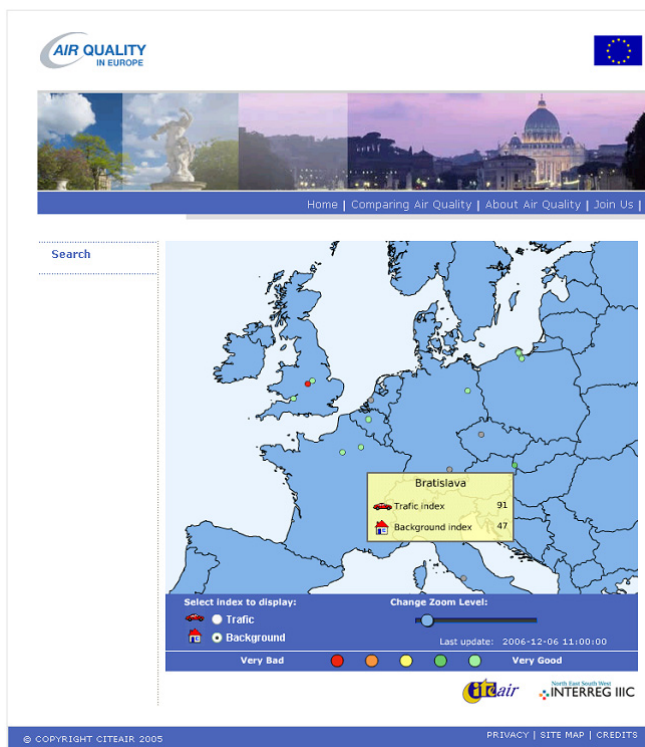 AIR QUALITY
IN EUROPE
Home | Comparing Air Quality | About Air Quality | Join Us |
Search
Bratislava
Trafic index 91
Background index 47
Select index to display:
Trafic
Background
Change Zoom Level:
Last update: 2006-12-06 11:00:00
Very Bad
Very Good
citeair
North East South West
INTERREG IIIC
© COPYRIGHT CITEAIR 2005
PRIVACY | SITE MAP | CREDITS